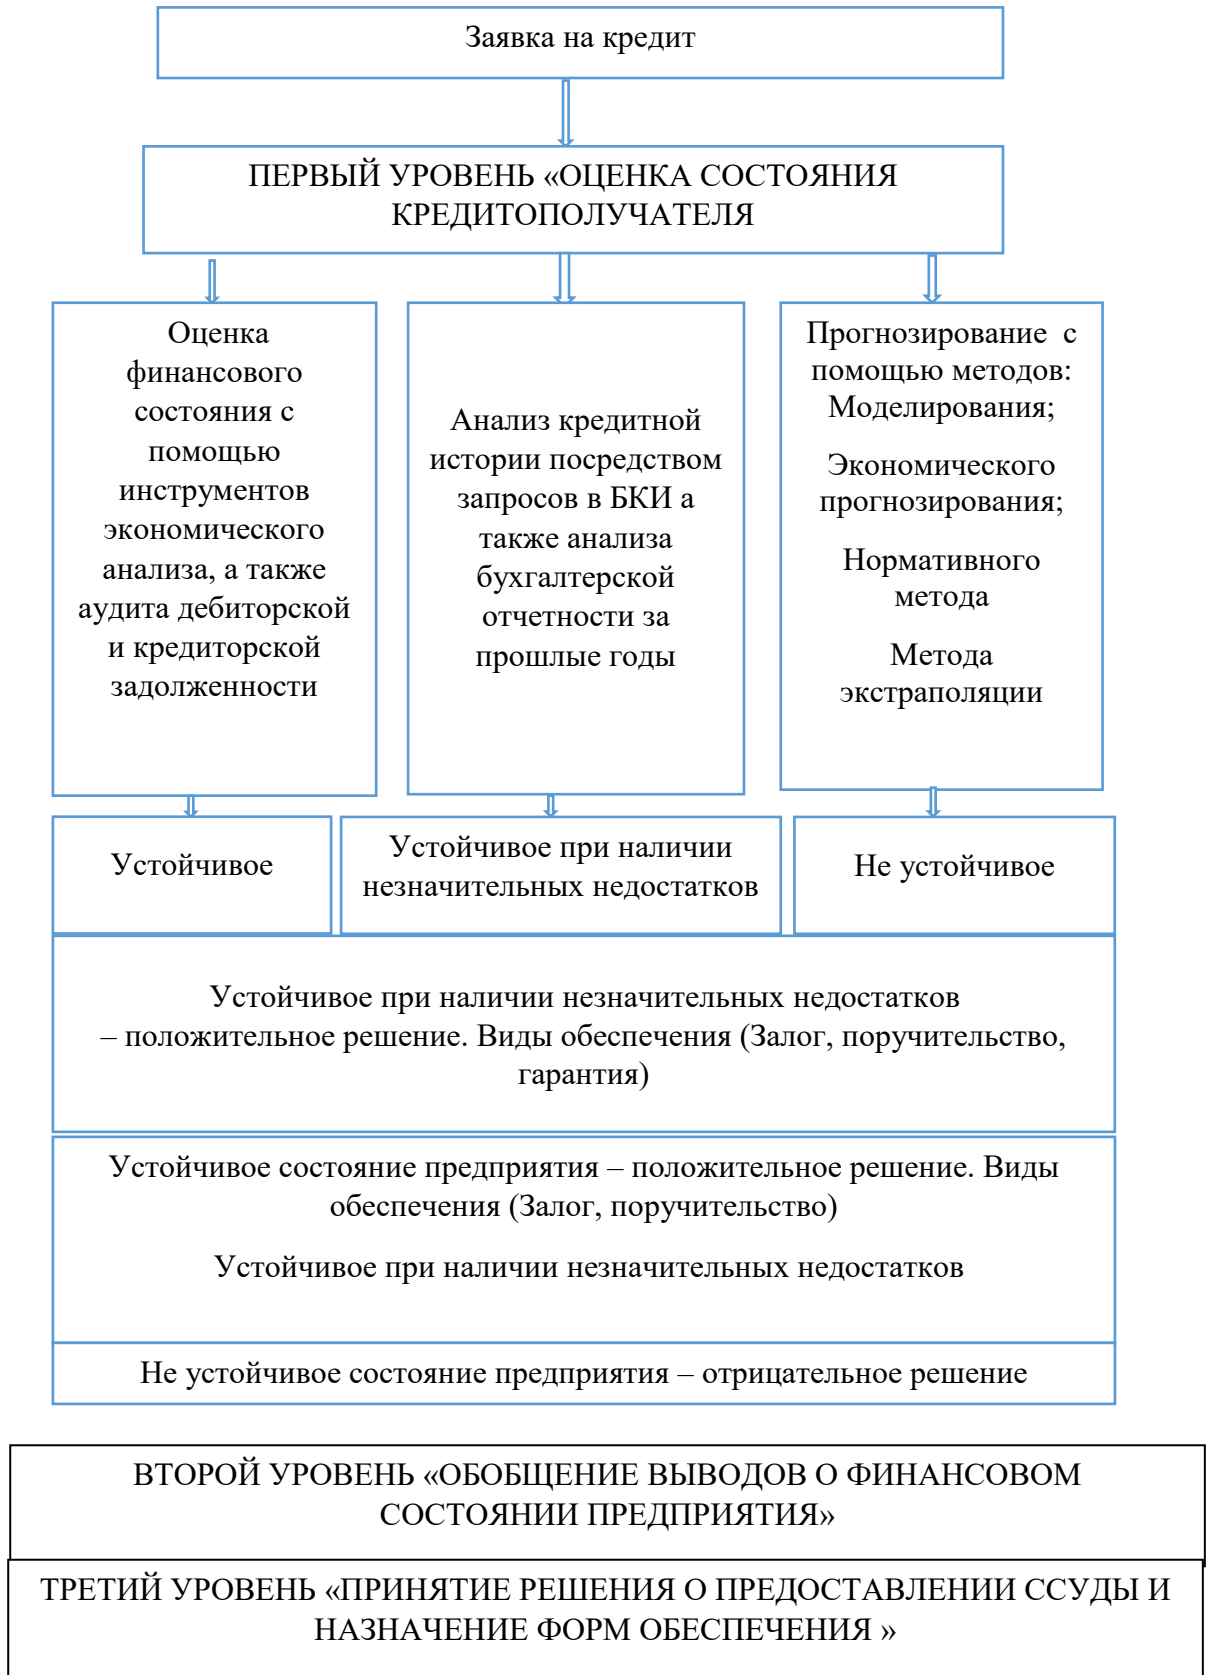 Заявка на кредит
ПЕРВЫЙ УРОВЕНЬ «ОЦЕНКА СОСТОЯНИЯ
КРЕДИТОПОЛУЧАТЕЛЯ
Оценка
финансового
состояния с
помощью
инструментов
экономического
анализа, а также
аудита дебиторской
и кредиторской
задолженности
Анализ кредитной
истории посредством
запросов в БКИ а
также анализа
бухгалтерской
отчетности за
прошлые годы
Прогнозирование с
помощью методов:
Моделирования;
Экономического
прогнозирования;
Нормативного
метода
Метода
экстраполяции
Устойчивое
Устойчивое при наличии
незначительных недостатков
Не устойчивое
Устойчивое при наличии незначительных недостатков
– положительное решение. Виды обеспечения (Залог, поручительство,
гарантия)
Устойчивое состояние предприятия – положительное решение. Виды
обеспечения (Залог, поручительство)
Устойчивое при наличии незначительных недостатков
Не устойчивое состояние предприятия – отрицательное решение
ВТОРОЙ УРОВЕНЬ «ОБОБЩЕНИЕ ВЫВОДОВ О ФИНАНСОВОМ
СОСТОЯНИИ ПРЕДПРИЯТИЯ»
ТРЕТИЙ УРОВЕНЬ «ПРИНЯТИЕ РЕШЕНИЯ О ПРЕДОСТАВЛЕНИИ ССУДЫ И
НАЗНАЧЕНИЕ ФОРМ ОБЕСПЕЧЕНИЯ »